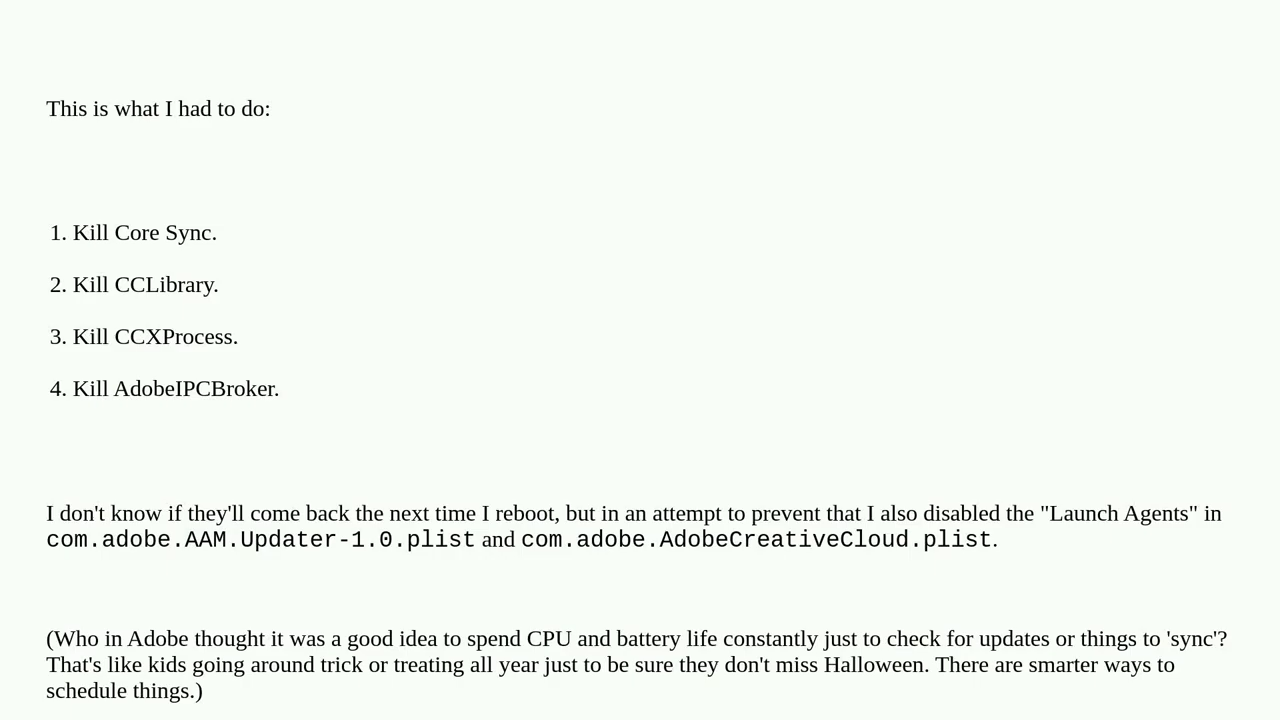 This is what I had to do:
1. Kill Core Sync.
2. Kill CCLibrary.
3. Kill CCXProcess.
4. Kill AdobeIPCBroker.
I don't know if they'll come back the next time I reboot, but in an attempt to prevent that I also disabled the "Launch Agents" in
com.adobe.AAM.Updater-1.0.plist and com.adobe.AdobeCreativeCloud.plist.
(Who in Adobe thought it was a good idea to spend CPU and battery life constantly just to check for updates or things to 'sync'?
That's like kids going around trick or treating all year just to be sure they don't miss Halloween. There are smarter ways to
schedule things.)